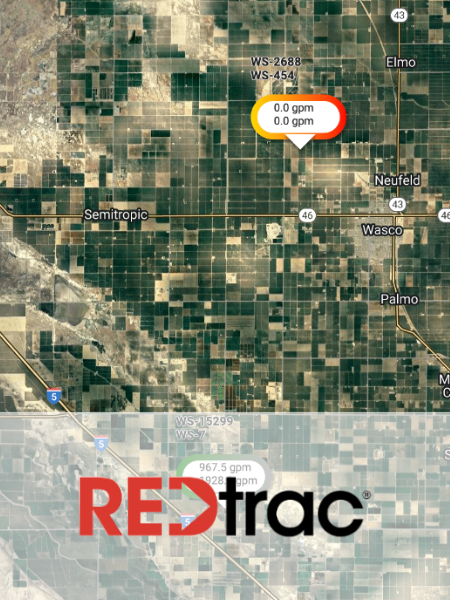 43
Elmo
WS-2688
WS-454
0.0 gpm
0.0 gpm
Neufeld
43
Semitropic
46
46
Wasco
Palmo
5
WS-15299
WS-7
5
967.5 gpm
gpm
5
REDtrac®